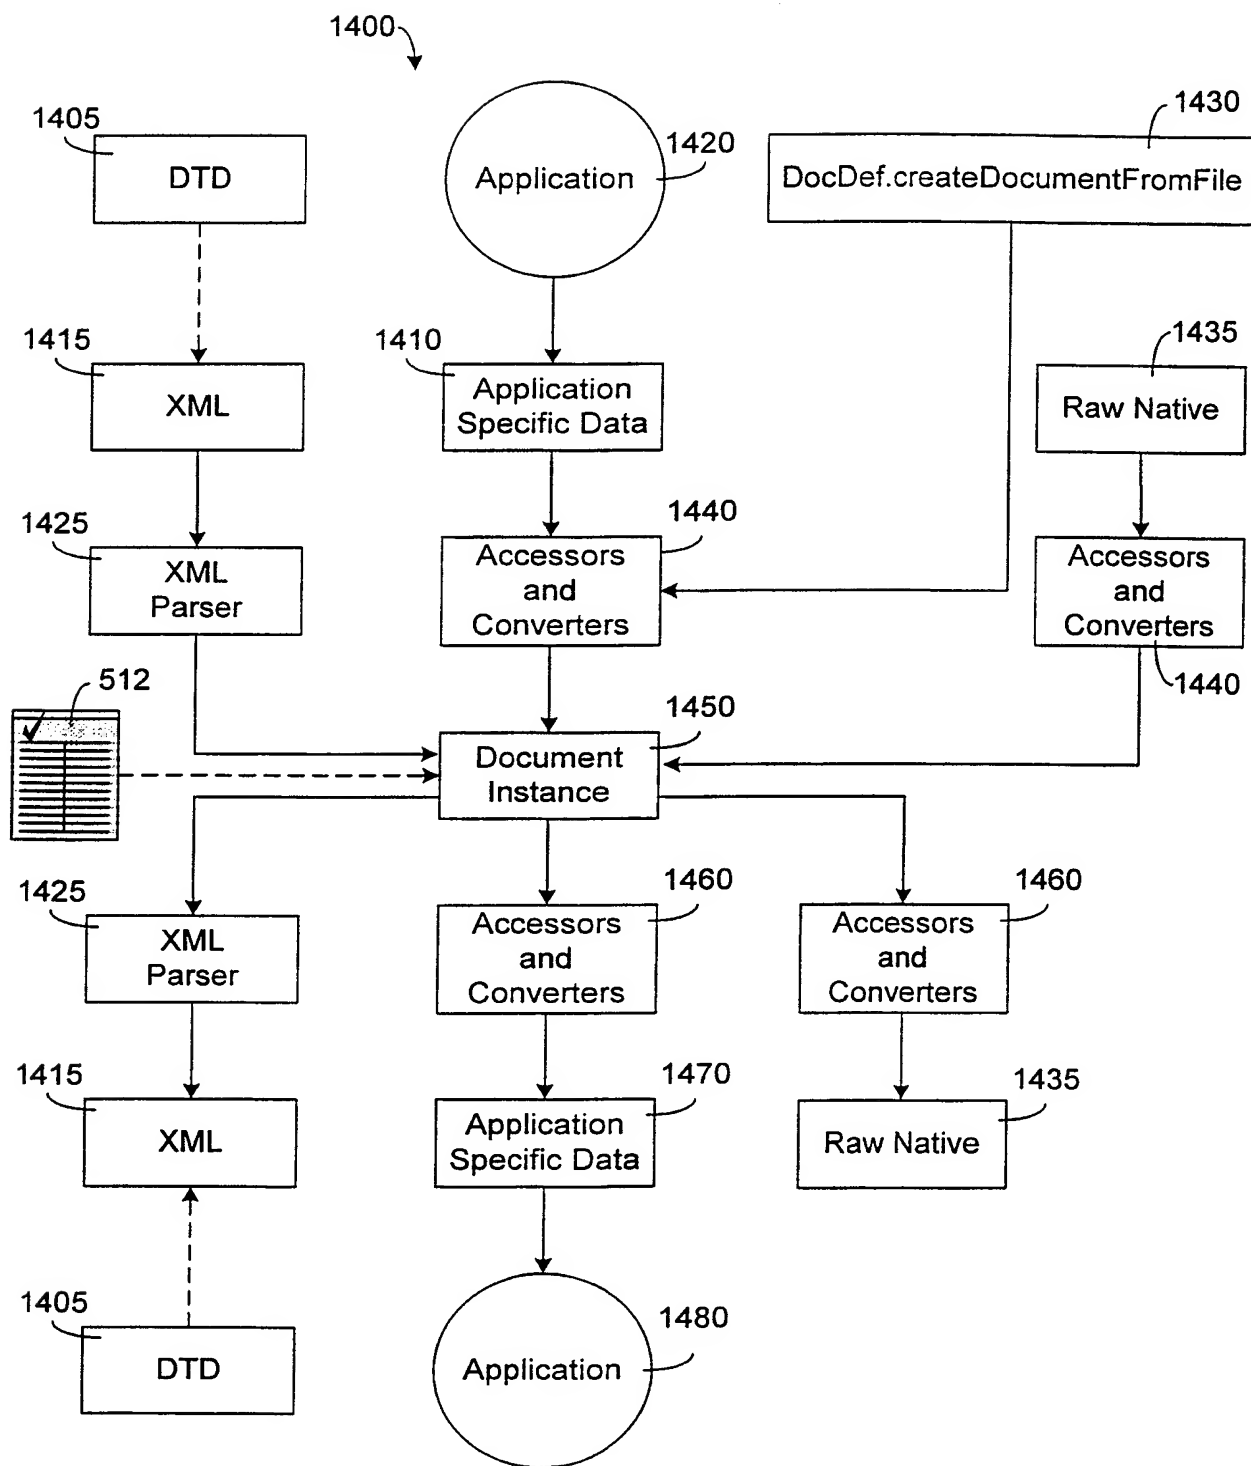 1400
1405
DTD
1420
Application
1430
DocDef.createDocumentFromFile
1415
XML
1410
Application
Specific Data
1435
Raw Native
1425
XML
Parser
1440
Accessors
and
Converters
Accessors
and
Converters
1440
512
1450
Document
Instance
1425
XML
Parser
1460
Accessors
and
Converters
1460
Accessors
and
Converters
1415
XML
1470
Application
Specific Data
1435
Raw Native
1405
DTD
1480
Application